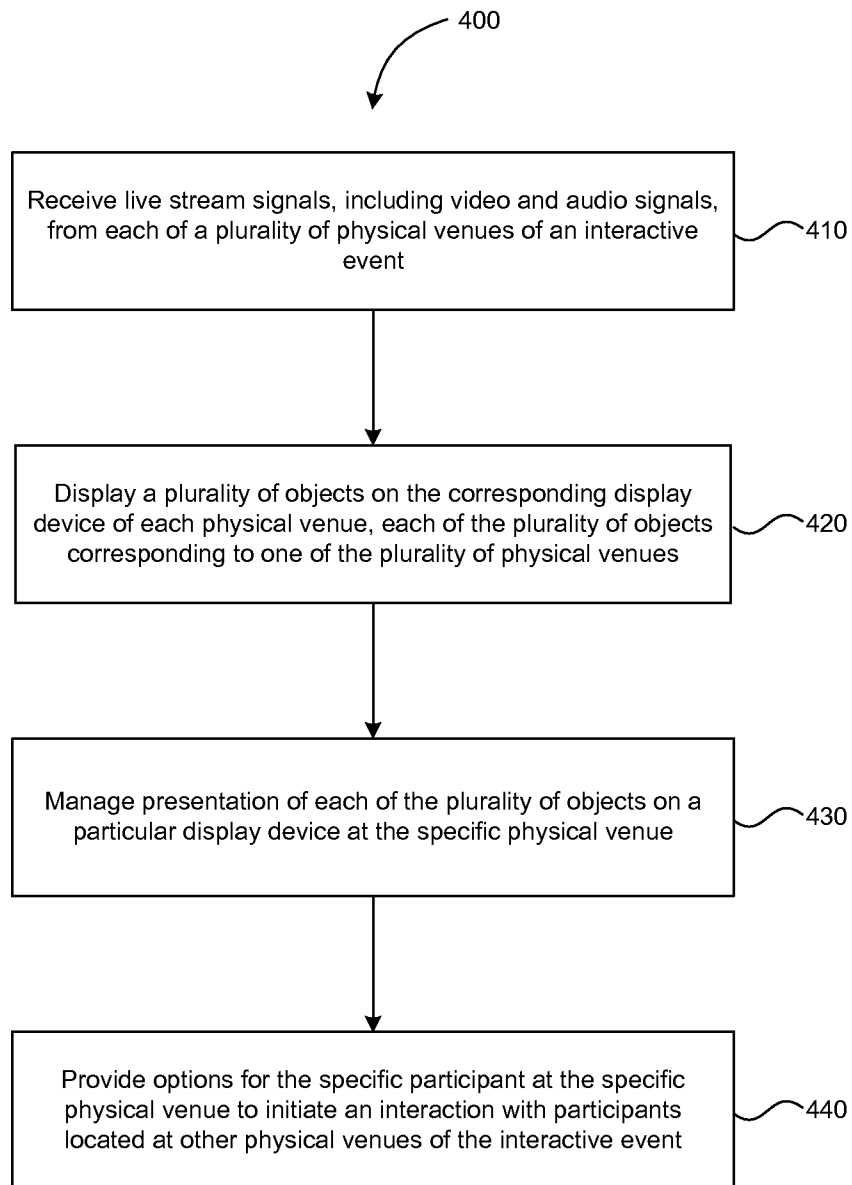 400
Receive live stream signals, including video and audio signals,
from each of a plurality of physical venues of an interactive
event
410
Display a plurality of objects on the corresponding display
device of each physical venue, each of the plurality of objects
corresponding to one of the plurality of physical venues
420
Manage presentation of each of the plurality of objects on a
particular display device at the specific physical venue
430
Provide options for the specific participant at the specific
physical venue to initiate an interaction with participants
located at other physical venues of the interactive event
440